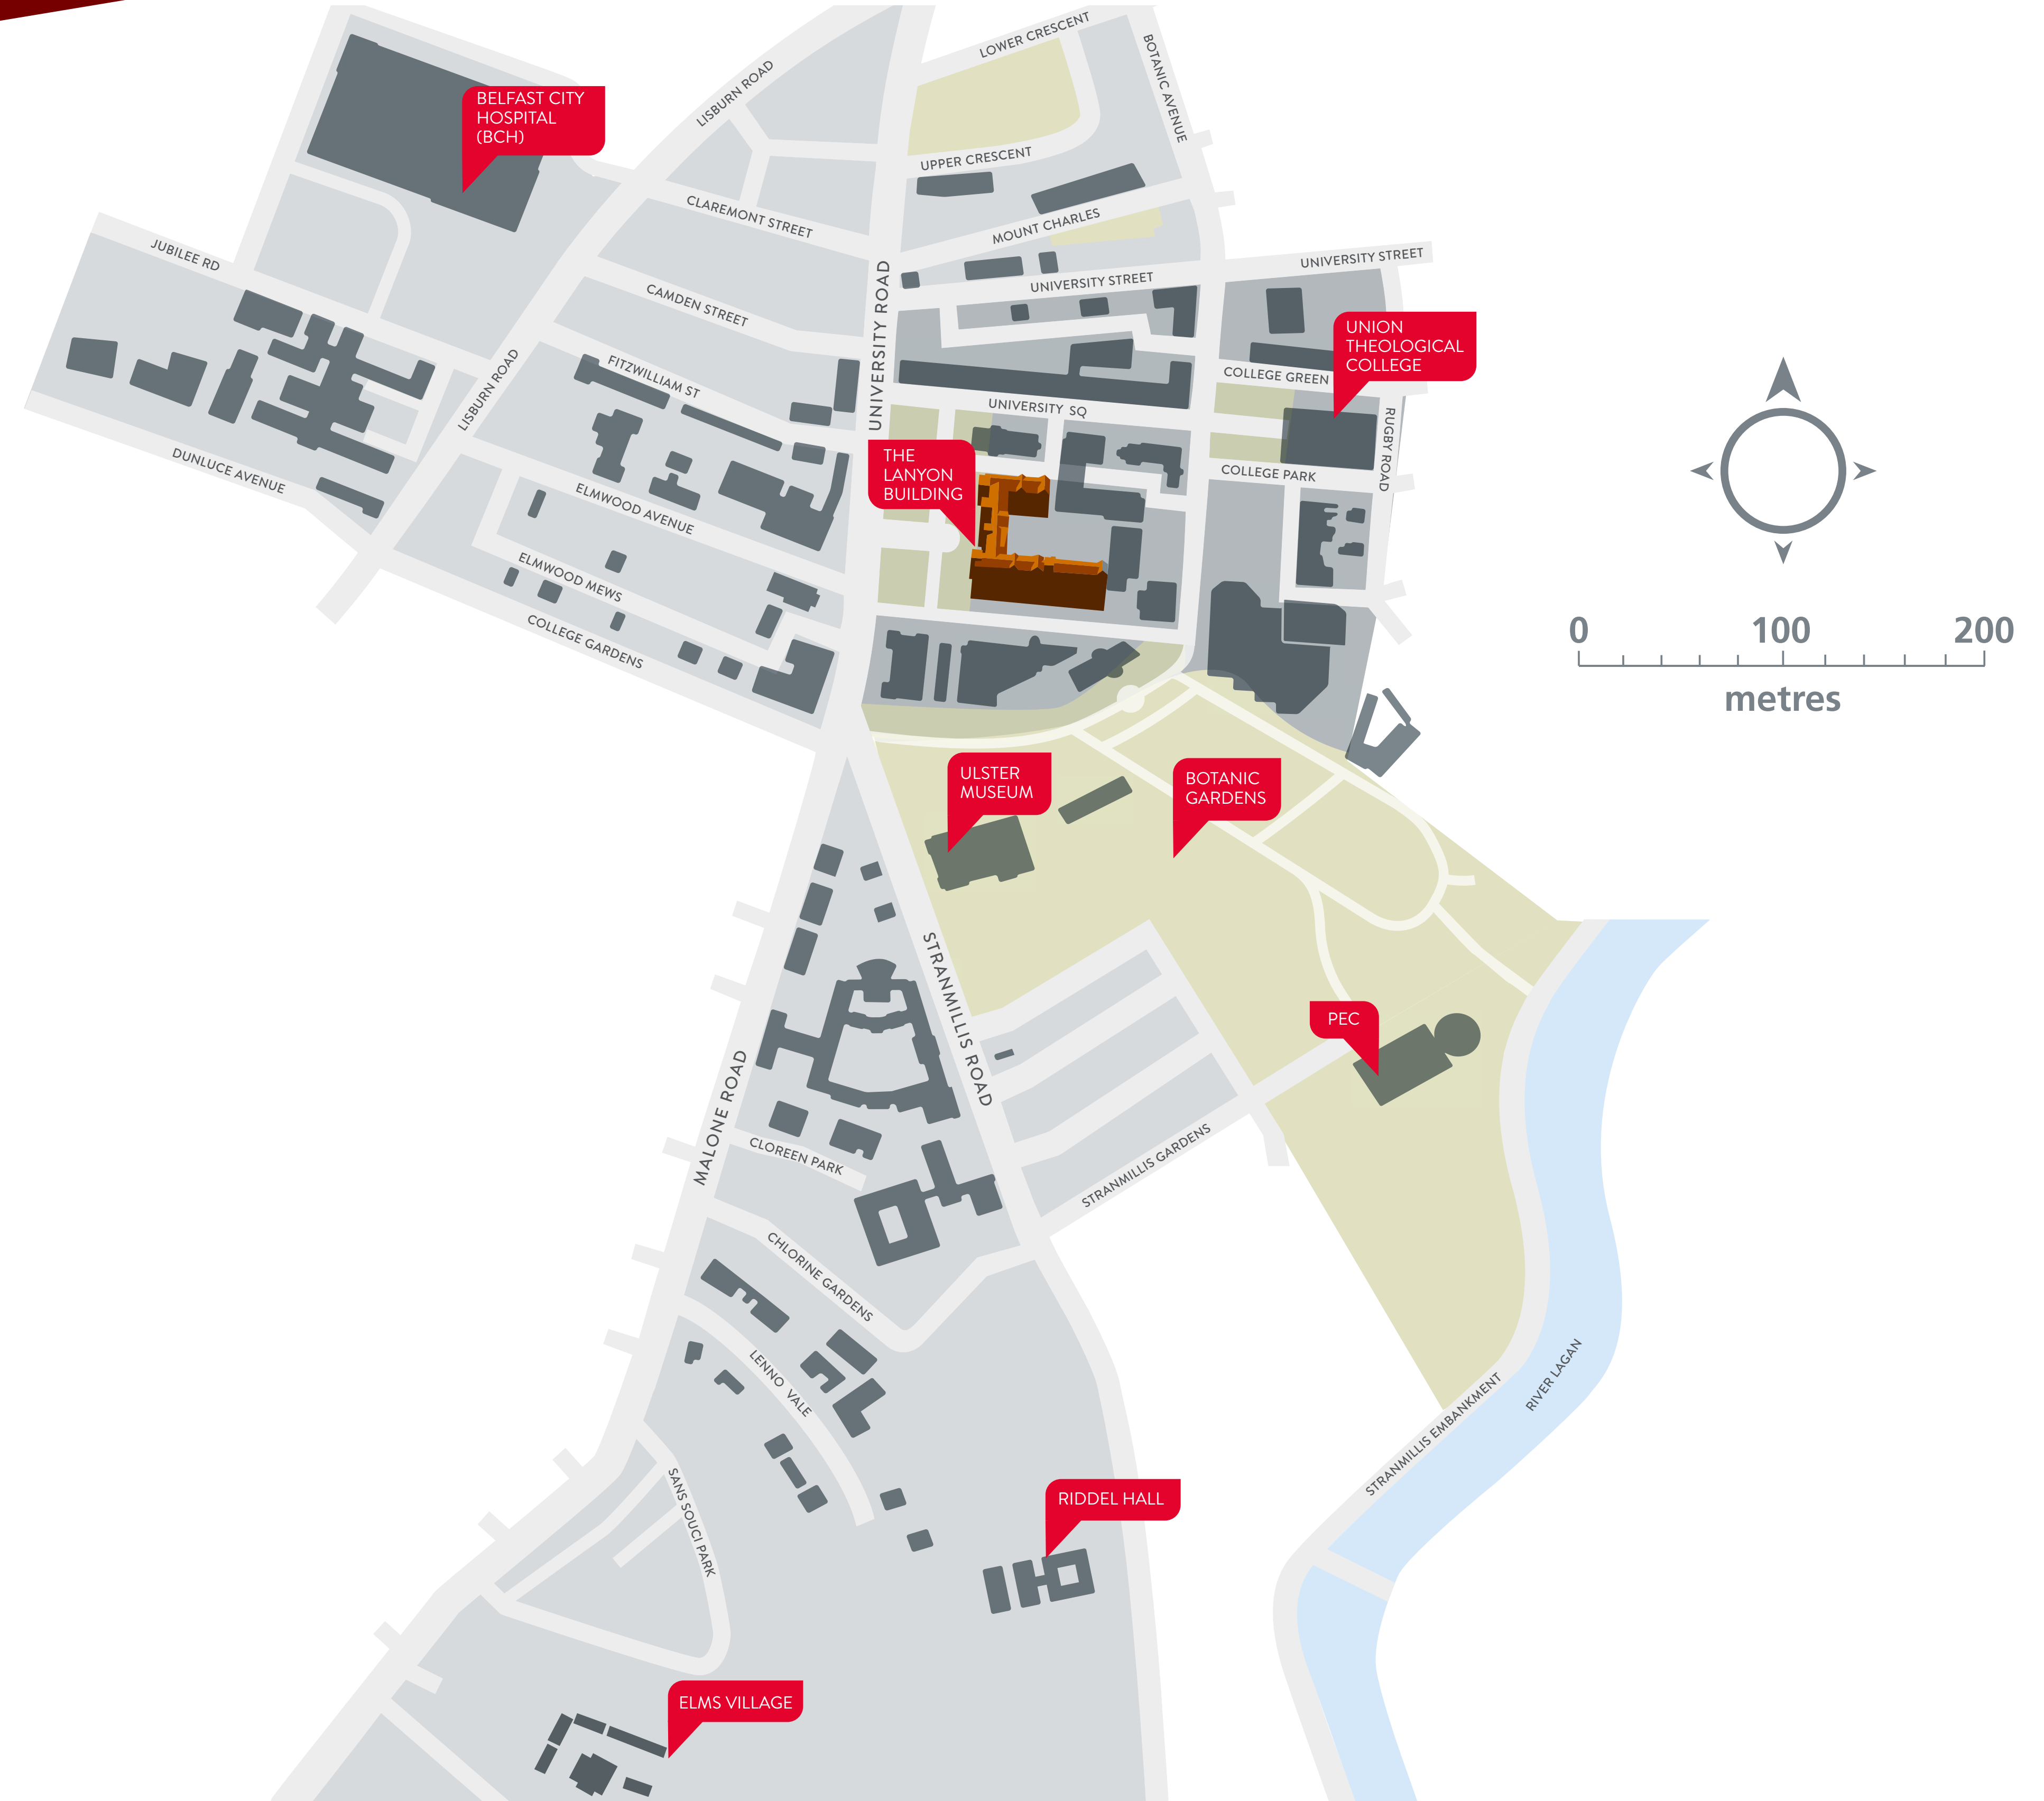 LOWER CRESCENT
BOTANIC AVENUE
LISBURN ROAD
BELFAST CITY
HOSPITAL
(BCH)
UPPER CRESCENT
CLAREMONT STREET
MOUNT CHARLES
JUBILEE RD
UNIVERSITY STREET
UNIVERSITY STREET
CAMDEN STREET
UNIVERSITY ROAD
UNION
THEOLOGICAL
COLLEGE
LISBURN ROAD
FITZWILLIAM ST
COLLEGE GREEN
UNIVERSITY SQ
RUGBY ROAD
THE
LANYON
BUILDING
COLLEGE PARK
DUNLUCE AVENUE
ELMWOOD AVENUE
ELMWOOD MEWS
COLLEGE GARDENS
0 100 200
metres
ULSTER
MUSEUM
BOTANIC
GARDENS
STRANMILLIS ROAD
PEC
MALONE ROAD
CLOREEN PARK
STRANMILLIS GARDENS
CHLORINE GARDENS
LENNO VALE
RIVER LAGAN
STRANMILLIS EMBANKMENT
SANS SOUCI PARK
RIDDEL HALL
ELMS VILLAGE